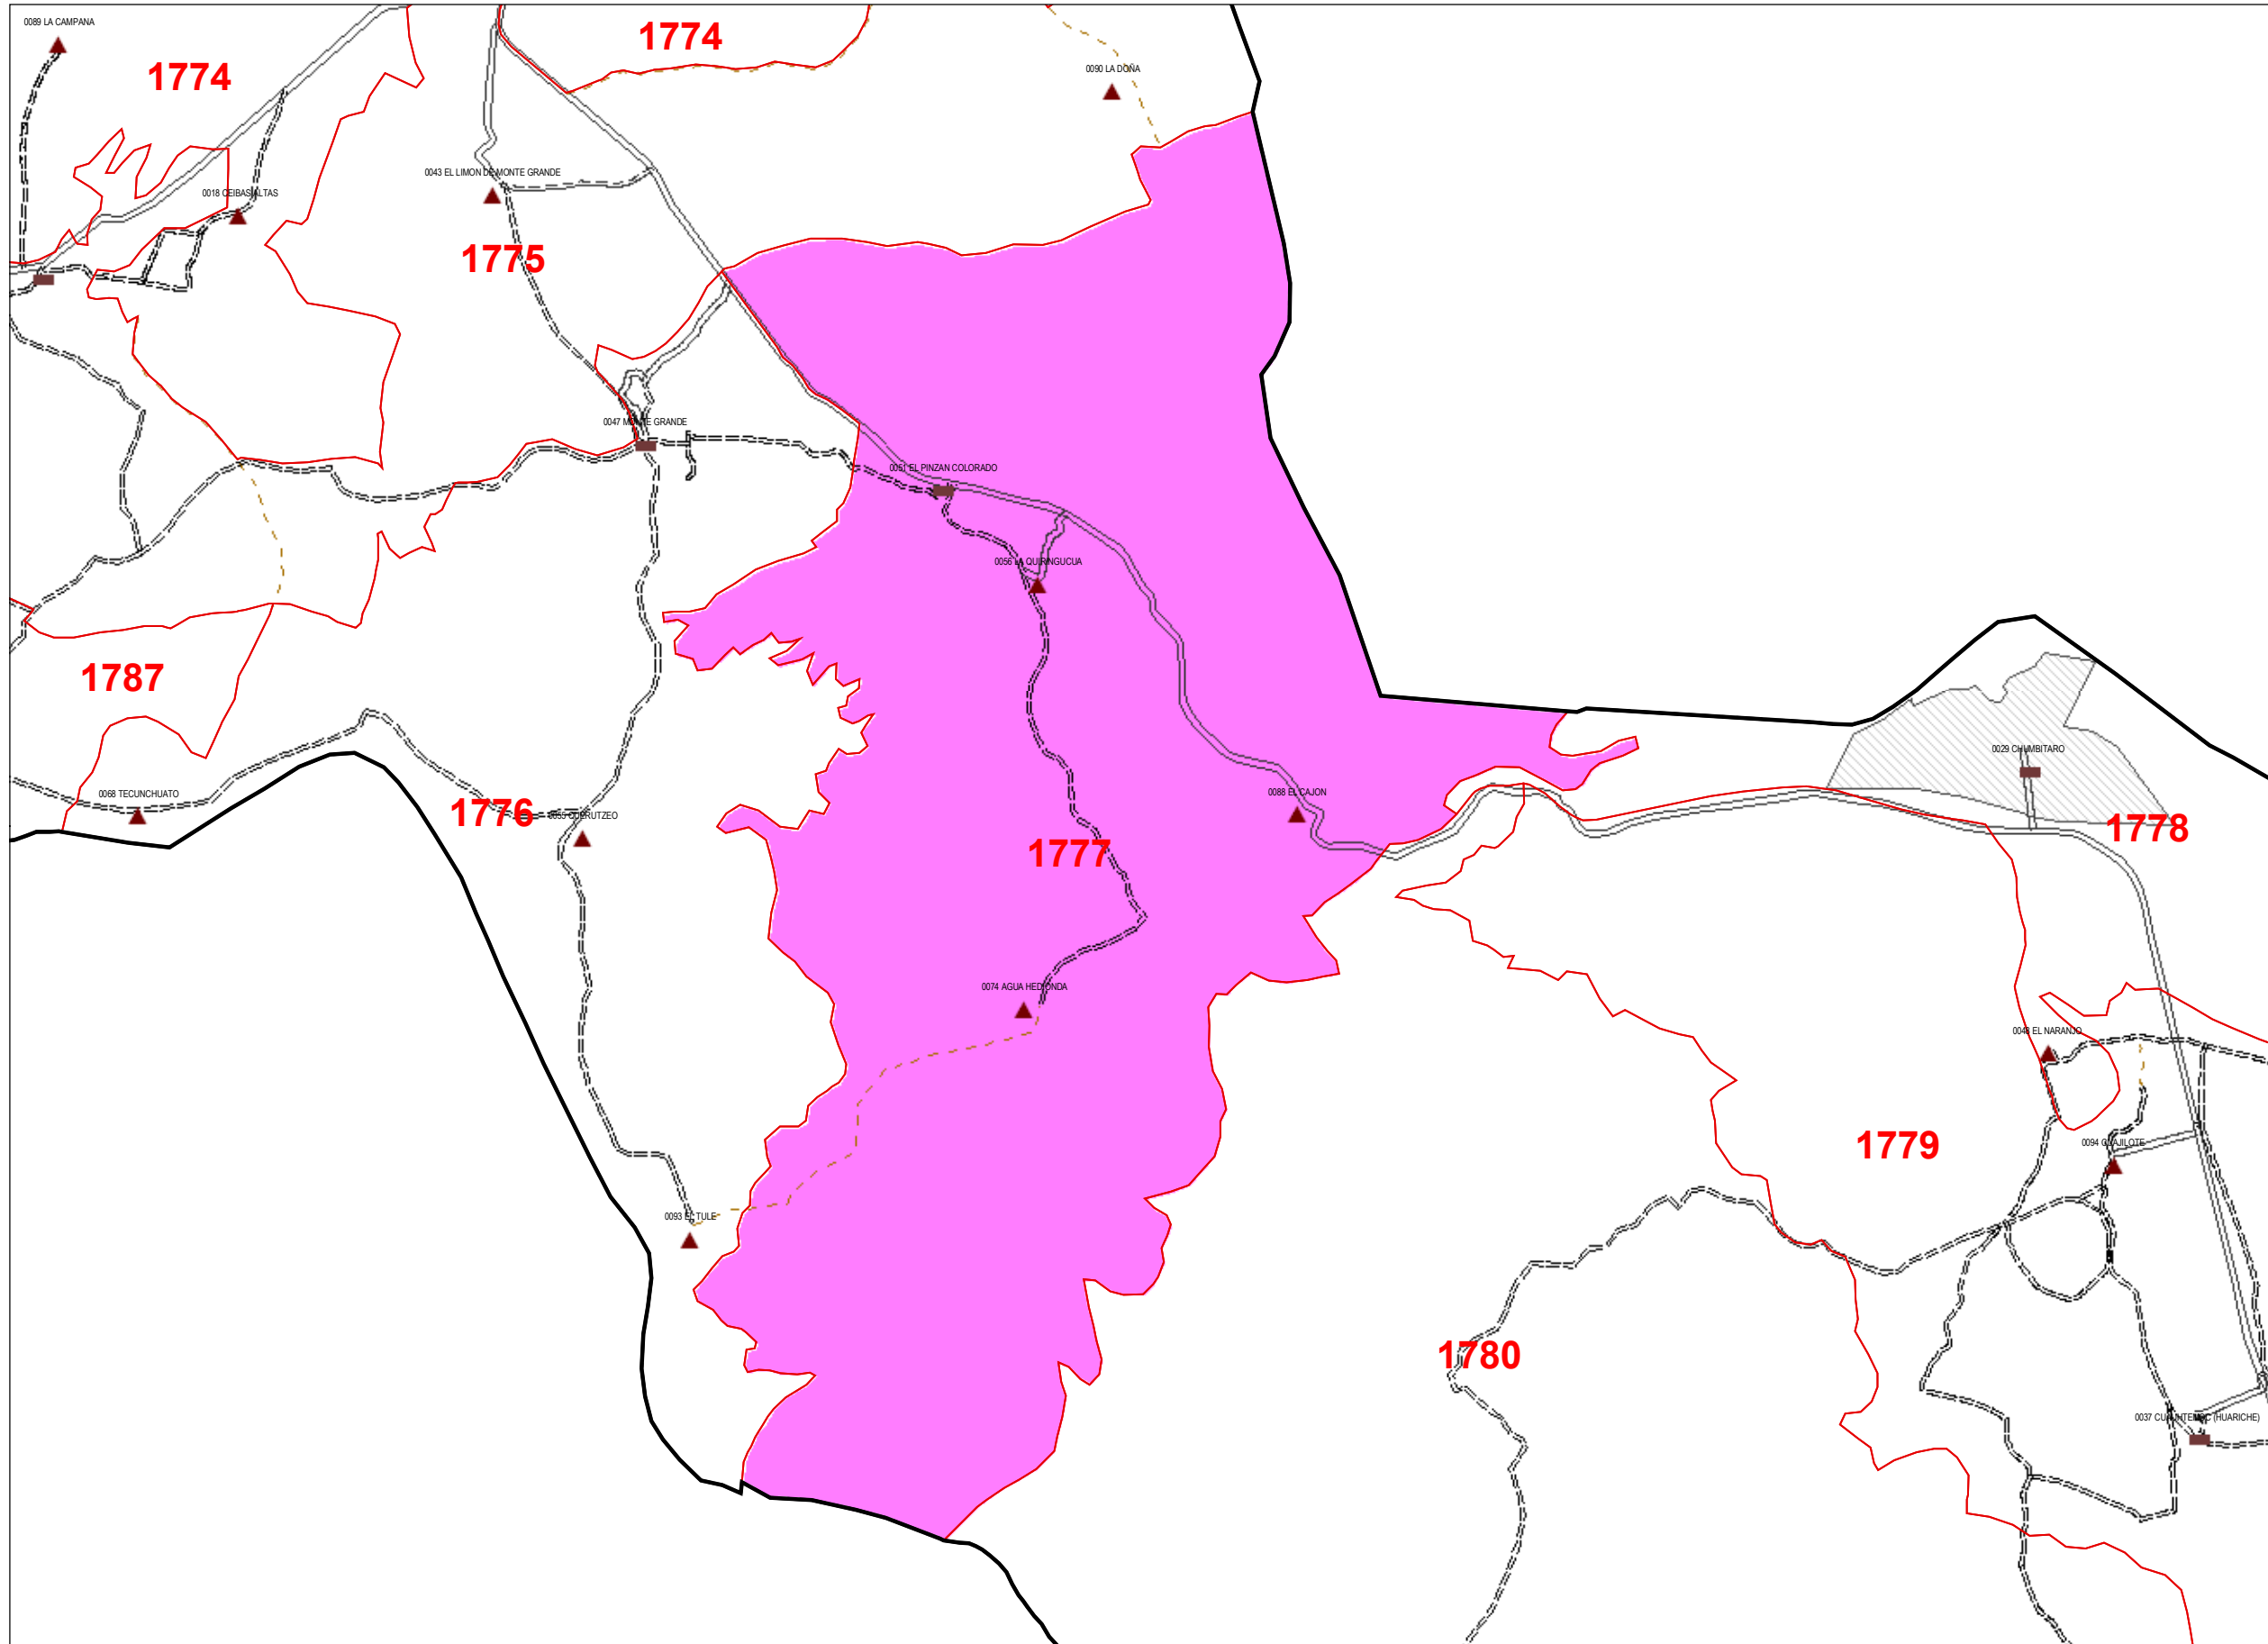 0089 LA CAMPANA
1774
1774
0090 LA DOÑA
0043 EL LIMON DE MONTE GRANDE
0018 CEIBAS ALTAS
1775
0047 MONTE GRANDE
0051 EL PINZAN COLORADO
0056 LA QUIRINGUCUA
1787
0029 CHUMBITARO
0068 TECUNCHUATO
1776
0088 EL CAJON
1778
1777
0074 AGUA HEDIONDA
0048 EL NARANJO
1779
0094 CUAJILOTE
0093 EL TULE
1780
0037 CUAUHTEMOC (HUARICHE)